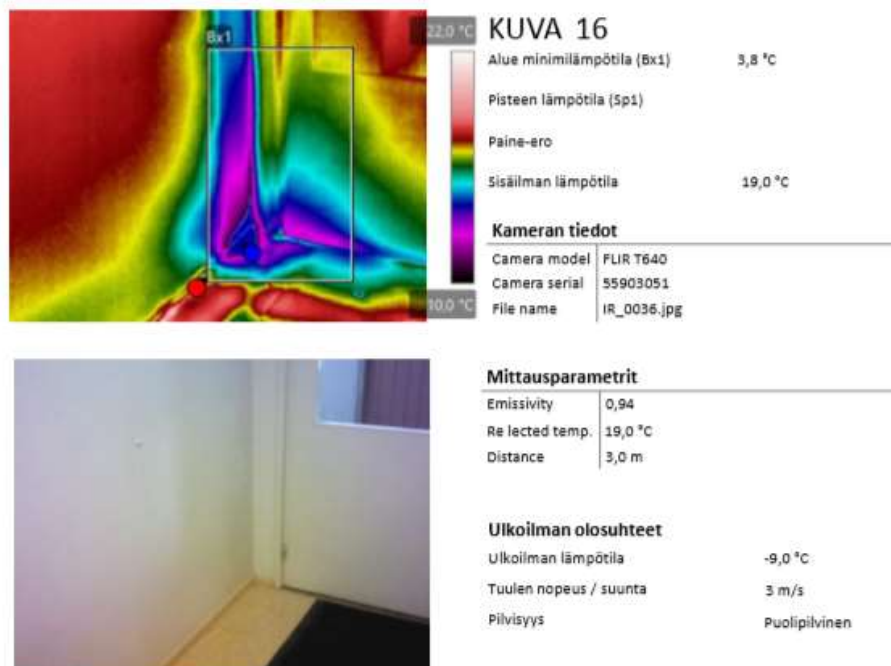 Bx1
22,0 °C
10,0 °C
KUVA 16
Alue minimilämpötila (Bx1) 3,8 °C
Pisteen lämpötila (Sp1)
Paine-ero
Sisäilman lämpötila 19,0 °C
Kameran tiedot
Camera model FLIR T640
Camera serial 55903051
File name IR_0036.jpg
Mittausparametrit
Emissivity 0,94
Re lected temp. 19,0 °C
Distance 3,0 m
Ulkoilman olosuhteet
Ulkoilman lämpötila -9,0 °C
Tuulen nopeus / suunta 3 m/s
Pilvisyys Puolipilvinen